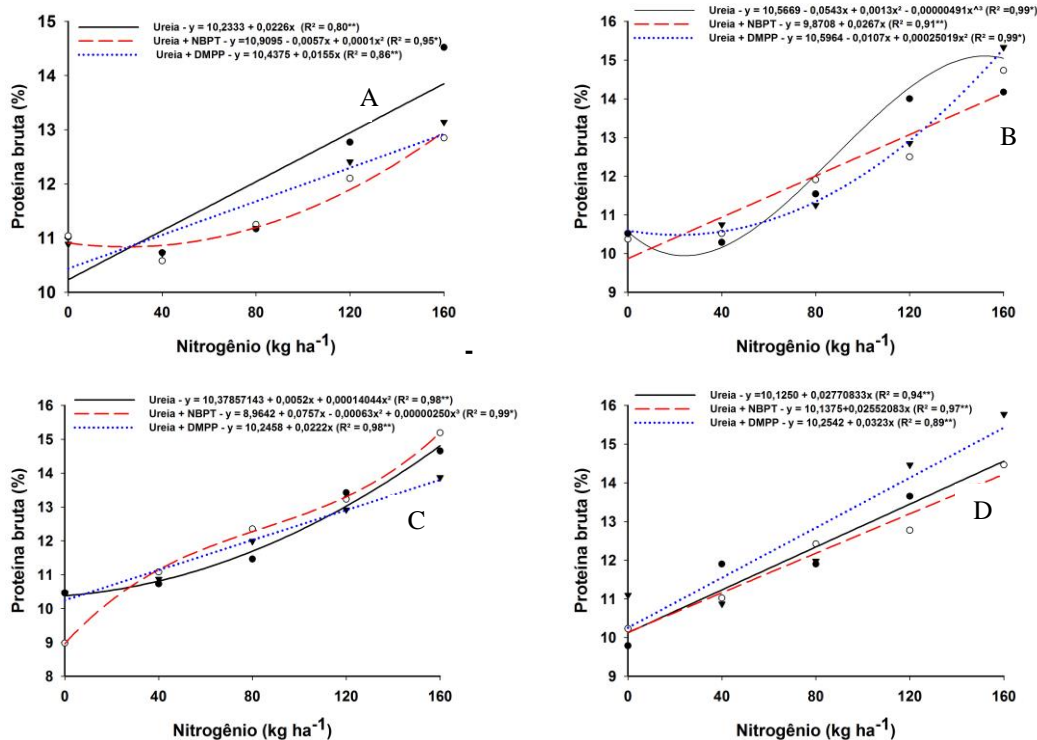 Ureia - y = 10,2333 + 0,0226x (R² = 0,80**)
Ureia + NBPT - y =10,9095 - 0,0057x + 0,0001x² (R² = 0,95*)
Ureia + DMPP - y = 10,4375 + 0,0155x (R² = 0,86**)
15
14
13
12
11
10
Proteína bruta (%)
A
0 40 80 120 160
Nitrogênio (kg ha-1)
-
Ureia - y = 10,5669 - 0,0543x + 0,0013x² - 0,00000491x^³ (R² =0,99*)
Ureia + NBPT - y = 9,8708 + 0,0267x (R² = 0,91**)
Ureia + DMPP - y = 10,5964 - 0,0107x + 0,00025019x² (R² = 0,99*)
16
15
14
13
12
11
10
9
Proteína bruta (%)
B
0 40 80 120 160
Nitrogênio (kg ha-1)
Ureia - y = 10,37857143 + 0,0052x + 0,00014044x² (R² = 0,98**)
Ureia + NBPT - y = 8,9642 + 0,0757x - 0,00063x² + 0,00000250x³ (R² = 0,99*)
Ureia + DMPP - y = 10,2458 + 0,0222x (R² = 0,98**)
16
15
14
13
12
11
10
9
8
Proteína bruta (%)
C
0 40 80 120 160
Nitrogênio (kg ha-1)
Ureia - y =10,1250 + 0,02770833x (R² = 0,94**)
Ureia + NBPT - y = 10,1375+0,02552083x (R² = 0,97**)
Ureia + DMPP - y = 10,2542 + 0,0323x (R² = 0,89**)
16
15
14
13
12
11
10
9
Proteína bruta (%)
D
0 40 80 120 160
Nitrogênio (kg ha-1)